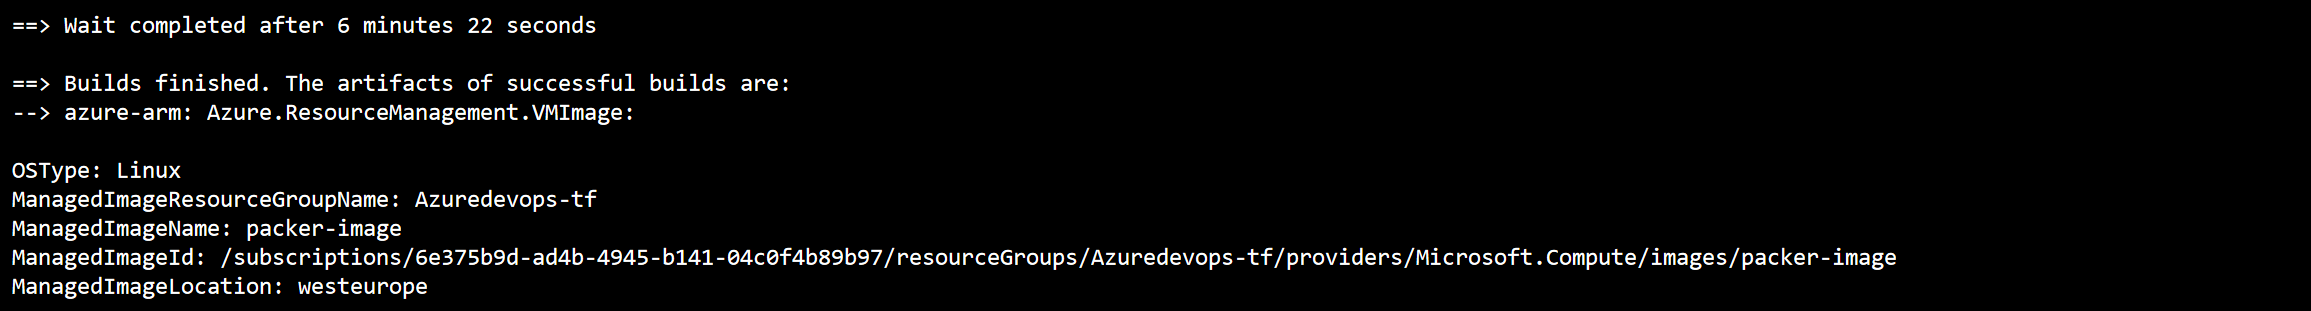 ==> Wait completed after 6 minutes 22 seconds
==> Builds finished. The artifacts of successful builds are:
--> azure-arm: Azure.ResourceManagement.VMImage:
OSType: Linux
ManagedImageResourceGroupName: Azuredevops-tf
ManagedImageName: packer-image
ManagedImageId: /subscriptions/6e375b9d-ad4b-4945-b141-04c0f4b89b97/resourceGroups/Azuredevops-tf/providers/Microsoft.Compute/images/packer-image
ManagedImageLocation: westeurope